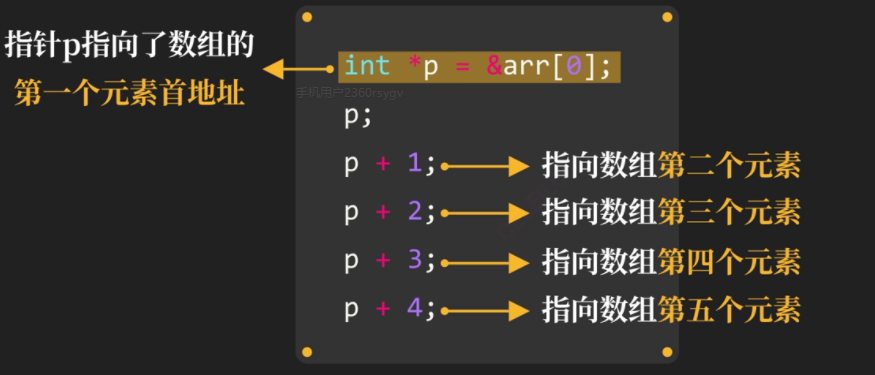 指针p指向了数组的
第一个元素首地址
int *p = &arr[0];
手机用户2360rsygv
p;
p + 1; 指向数组第二个元素
p + 2; 指向数组第三个元素
p + 3; 指向数组第四个元素
p + 4; 指向数组第五个元素